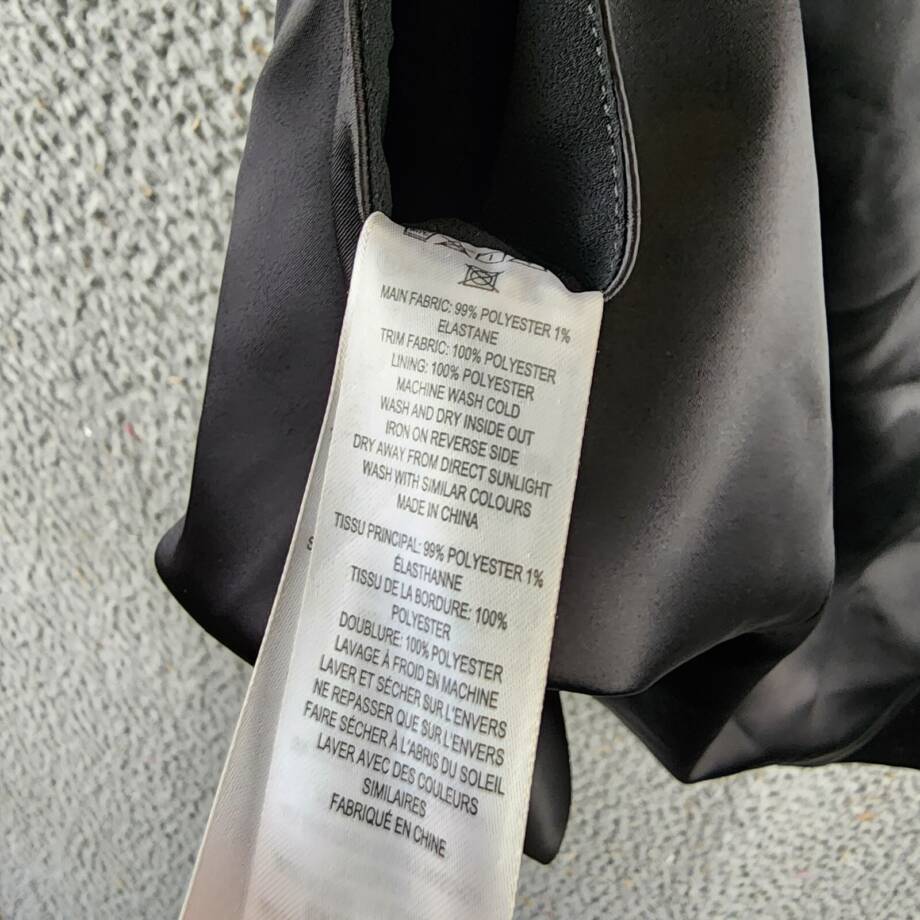 MAIN FABRIC: 99% POLYESTER 1%
ELASTANE
TRIM FABRIC: 100% POLYESTER
LINING: 100% POLYESTER
MACHINE WASH COLD
WASH AND DRY INSIDE OUT
IRON ON REVERSE SIDE
DRY AWAY FROM DIRECT SUNLIGHT
WASH WITH SIMILAR COLOURS
MADE IN CHINA
TISSU PRINCIPAL: 99% POLYESTER 1%
ÉLASTHANNE
TISSU DE LA BORDURE: 100%
POLYESTER
DOUBLURE: 100% POLYESTER
LAVAGE À FROID EN MACHINE
LAVER ET SÉCHER SUR L'ENVERS
NE REPASSER QUE SUR L'ENVERS
FAIRE SÉCHER À L'ABRIS DU SOLEIL
LAVER AVEC DES COULEURS
SIMILAIRES
FABRIQUÉ EN CHINE